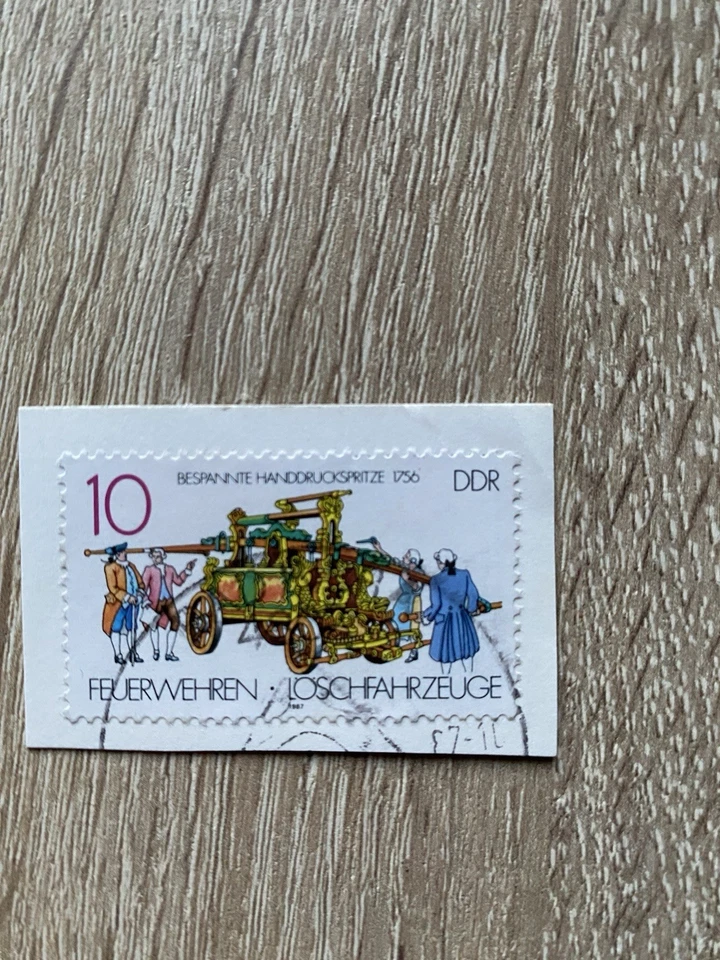 10
BESPANNTE HANDDRUCKSPRITZE 1756
DDR
FEUERWEHREN · LÖSCHFAHRZEUGE
1987